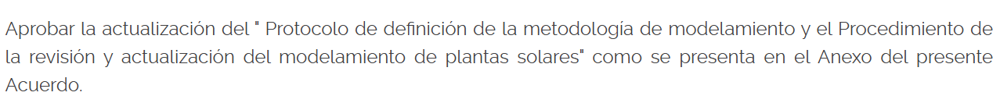 Aprobar la actualización del " Protocolo de definición de la metodología de modelamiento y el Procedimiento de
la revisión y actualización del modelamiento de plantas solares" como se presenta en el Anexo del presente
Acuerdo.